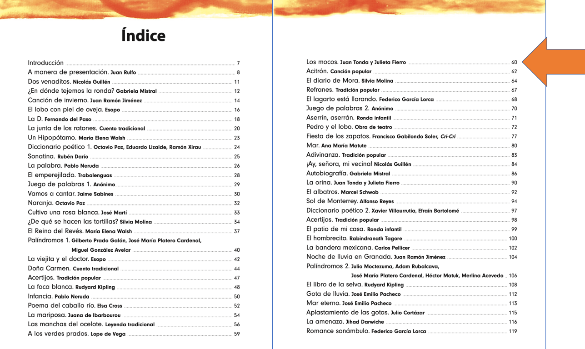 Índice
Introducción 7
A manera de presentación. Juan Rulfo 8
Dos venaditos. Nicolás Guillén 11
¿En dónde tejemos la ronda? Gabriela Mistral 12
Canción de invierno. Juan Ramón Jiménez 14
El lobo con piel de oveja. Esopo 16
La D. Fernando del Paso 18
La junta de los ratones. Cuento tradicional 20
Un Hipopótamo. María Elena Walsh 23
Diccionario poético 1. Octavio Paz, Eduardo Lizalde, Ramón Xirau 24
Sonatina. Rubén Darío 25
La palabra. Pablo Neruda 26
El emperejilado. Trabalenguas 28
Juego de palabras 1. Anónimo 29
Vamos a cantar. Jaime Sabines 30
Naranja. Octavio Paz 32
Cultivo una rosa blanca. José Martí 33
¿De qué se hacen las tortillas? Silvia Molina 34
El Reino del Revés. María Elena Walsh 37
Palíndromos 1. Gilberto Prado Galán, José María Platero Cardenal,
Miguel González Avelar 40
La viejita y el doctor. Esopo 42
Doña Carmen. Cuento tradicional 44
Acertijos. Tradición popular 47
La foca blanca. Rudyard Kipling 48
Infancia. Pablo Neruda 50
Poema del caballo río. Elsa Cross 52
La mariposa. Juana de Ibarbourou 54
Las manchas del ocelote. Leyenda tradicional 56
A los verdes prados. Lope de Vega 59
Los mocos. Juan Tonda y Julieta Fierro 60
Acitrón. Canción popular 62
El diario de Mora. Silvia Molina 64
Refranes. Tradición popular 67
El lagarto está llorando. Federico García Lorca 68
Juego de palabras 2. Anónimo 70
Aserrín, aserrán. Ronda infantil 71
Pedro y el lobo. Obra de teatro 72
Fiesta de los zapatos. Francisco Gabilondo Soler, Cri-Crí 77
Mar. Ana María Matute 80
Adivinanza. Tradición popular 83
¡Ay, señora, mi vecina! Nicolás Guillén 84
Autobiografía. Gabriela Mistral 86
La orina. Juan Tonda y Julieta Fierro 90
El albatros. Marcel Schwob 92
Sol de Monterrey. Alfonso Reyes 94
Diccionario poético 2. Xavier Villaurrutia, Efraín Bartolomé 97
Acertijos. Tradición popular 98
El patio de mi casa. Ronda infantil 99
El hombrecito. Rabindranath Tagore 100
La bandera mexicana. Carlos Pellicer 102
Noche de lluvia en Granada. Juan Ramón Jiménez 104
Palíndromos 2. Julio Moctezuma, Adam Rubalcava,
José María Platero Cardenal, Héctor Matuk, Merlina Acevedo 106
El libro de la selva. Rudyard Kipling 108
Gota de lluvia. José Emilio Pacheco 112
Mar eterno. José Emilio Pacheco 113
Aplastamiento de las gotas. Julio Cortázar 115
La amenaza. Jihad Darwiche 116
Romance sonámbulo. Federico García Lorca 119